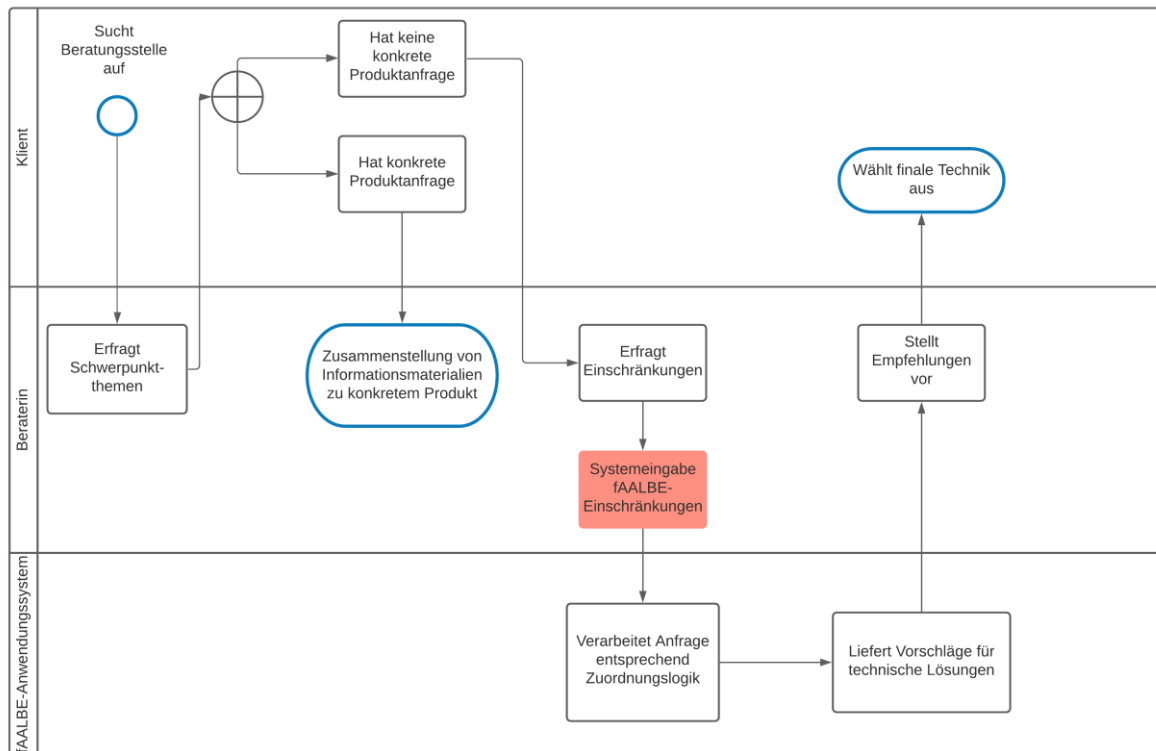 Klient
Sucht
Beratungsstelle
auf
Hat keine
konkrete
Produktanfrage
Hat konkrete
Produktanfrage
Wählt finale Technik
aus
Beraterin
Erfragt
Schwerpunkt-
themen
Zusammenstellung von
Informationsmaterialien
zu konkretem Produkt
Erfragt
Einschränkungen
Systemeingabe
fAALBE-
Einschränkungen
Stellt
Empfehlungen
vor
fAALBE-Anwendungssystem
Verarbeitet Anfrage
entsprechend
Zuordnungslogik
Liefert Vorschläge für
technische Lösungen